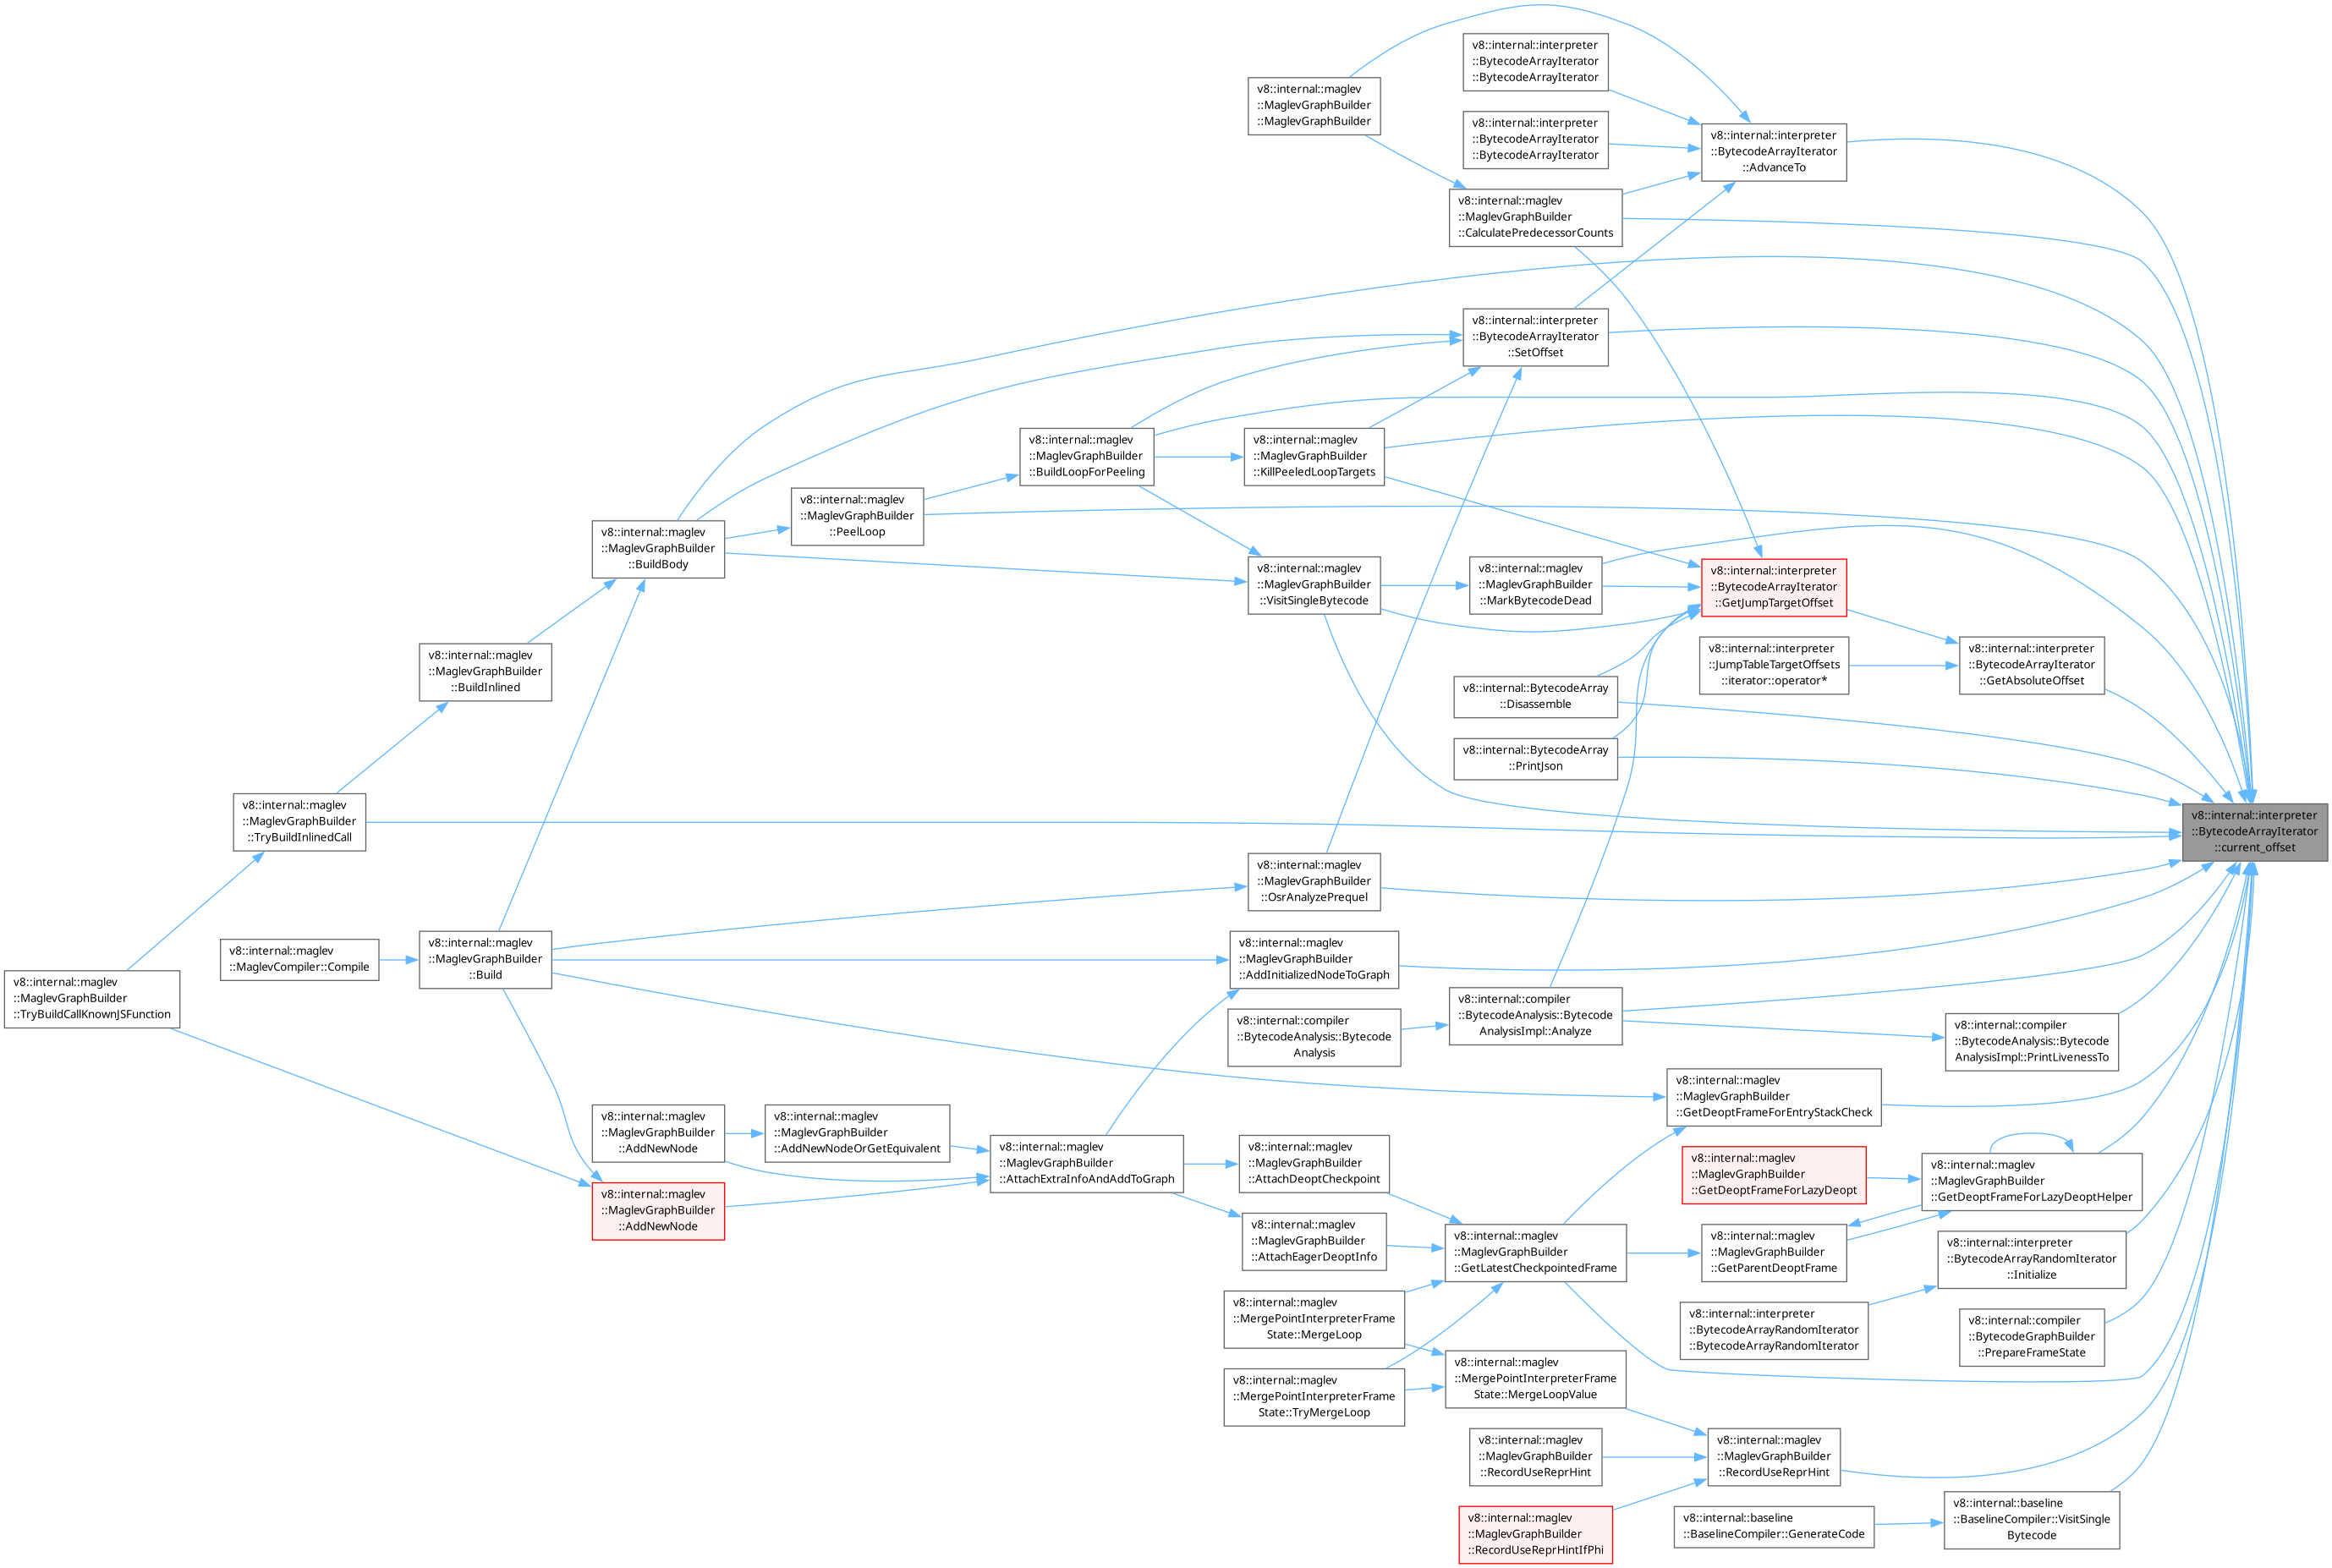 v8::internal::interpreter
::BytecodeArrayIterator
::BytecodeArrayIterator
v8::internal::maglev
::MaglevGraphBuilder
::MaglevGraphBuilder
v8::internal::interpreter
::BytecodeArrayIterator
::BytecodeArrayIterator
v8::internal::interpreter
::BytecodeArrayIterator
::AdvanceTo
v8::internal::maglev
::MaglevGraphBuilder
::CalculatePredecessorCounts
v8::internal::interpreter
::BytecodeArrayIterator
::SetOffset
v8::internal::maglev
::MaglevGraphBuilder
::BuildLoopForPeeling
v8::internal::maglev
::MaglevGraphBuilder
::KillPeeledLoopTargets
v8::internal::maglev
::MaglevGraphBuilder
::PeelLoop
v8::internal::maglev
::MaglevGraphBuilder
::BuildBody
v8::internal::maglev
::MaglevGraphBuilder
::VisitSingleBytecode
v8::internal::maglev
::MaglevGraphBuilder
::MarkBytecodeDead
v8::internal::interpreter
::BytecodeArrayIterator
::GetJumpTargetOffset
v8::internal::maglev
::MaglevGraphBuilder
::BuildInlined
v8::internal::interpreter
::JumpTableTargetOffsets
::iterator::operator*
v8::internal::interpreter
::BytecodeArrayIterator
::GetAbsoluteOffset
v8::internal::BytecodeArray
::Disassemble
v8::internal::BytecodeArray
::PrintJson
v8::internal::maglev
::MaglevGraphBuilder
::TryBuildInlinedCall
v8::internal::interpreter
::BytecodeArrayIterator
::current_offset
v8::internal::maglev
::MaglevGraphBuilder
::OsrAnalyzePrequel
v8::internal::maglev
::MaglevCompiler::Compile
v8::internal::maglev
::MaglevGraphBuilder
::Build
v8::internal::maglev
::MaglevGraphBuilder
::AddInitializedNodeToGraph
v8::internal::maglev
::MaglevGraphBuilder
::TryBuildCallKnownJSFunction
v8::internal::compiler
::BytecodeAnalysis::Bytecode
Analysis
v8::internal::compiler
::BytecodeAnalysis::Bytecode
AnalysisImpl::Analyze
v8::internal::compiler
::BytecodeAnalysis::Bytecode
AnalysisImpl::PrintLivenessTo
v8::internal::maglev
::MaglevGraphBuilder
::GetDeoptFrameForEntryStackCheck
v8::internal::maglev
::MaglevGraphBuilder
::AddNewNode
v8::internal::maglev
::MaglevGraphBuilder
::AddNewNodeOrGetEquivalent
v8::internal::maglev
::MaglevGraphBuilder
::AttachExtraInfoAndAddToGraph
v8::internal::maglev
::MaglevGraphBuilder
::AttachDeoptCheckpoint
v8::internal::maglev
::MaglevGraphBuilder
::GetDeoptFrameForLazyDeopt
v8::internal::maglev
::MaglevGraphBuilder
::GetDeoptFrameForLazyDeoptHelper
v8::internal::maglev
::MaglevGraphBuilder
::AddNewNode
v8::internal::maglev
::MaglevGraphBuilder
::AttachEagerDeoptInfo
v8::internal::maglev
::MaglevGraphBuilder
::GetLatestCheckpointedFrame
v8::internal::maglev
::MaglevGraphBuilder
::GetParentDeoptFrame
v8::internal::interpreter
::BytecodeArrayRandomIterator
::Initialize
v8::internal::maglev
::MergePointInterpreterFrame
State::MergeLoop
v8::internal::interpreter
::BytecodeArrayRandomIterator
::BytecodeArrayRandomIterator
v8::internal::compiler
::BytecodeGraphBuilder
::PrepareFrameState
v8::internal::maglev
::MergePointInterpreterFrame
State::TryMergeLoop
v8::internal::maglev
::MergePointInterpreterFrame
State::MergeLoopValue
v8::internal::maglev
::MaglevGraphBuilder
::RecordUseReprHint
v8::internal::maglev
::MaglevGraphBuilder
::RecordUseReprHint
v8::internal::maglev
::MaglevGraphBuilder
::RecordUseReprHintIfPhi
v8::internal::baseline
::BaselineCompiler::GenerateCode
v8::internal::baseline
::BaselineCompiler::VisitSingle
Bytecode